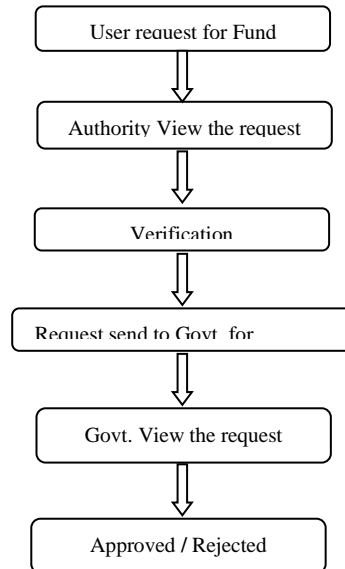 User request for Fund
Authority View the request
Verification
Request send to Govt. for
Govt. View the request
Approved / Rejected